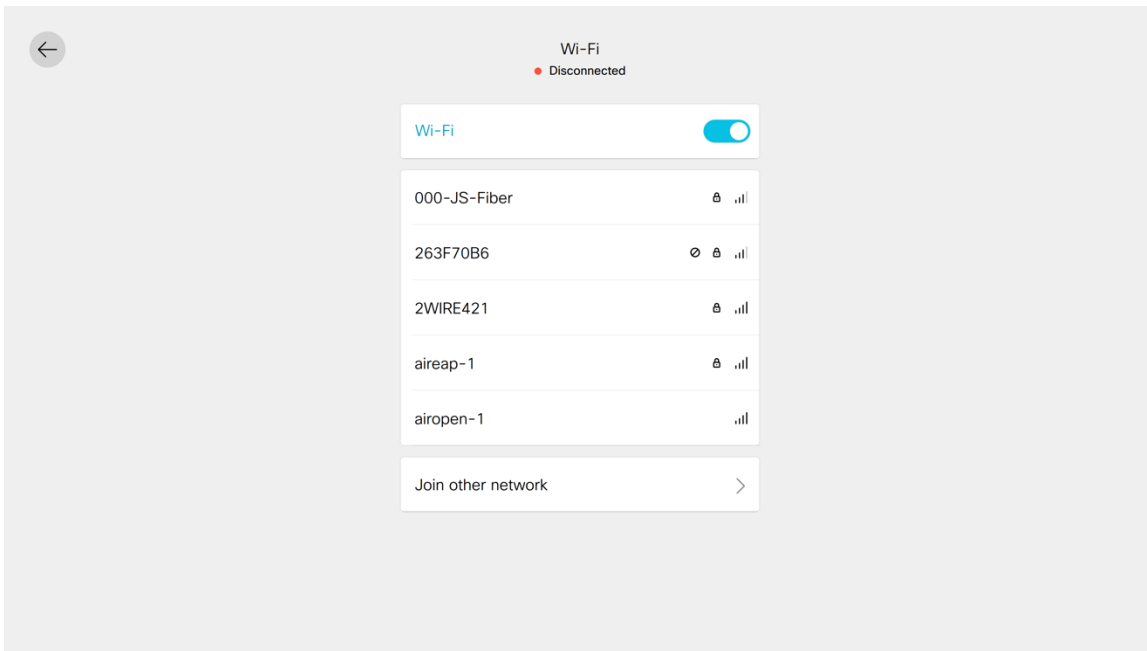 Wi-Fi
Disconnected
Wi-Fi
000-JS-Fiber
263F70B6
2WIRE421
aireap-1
airopen-1
Join other network